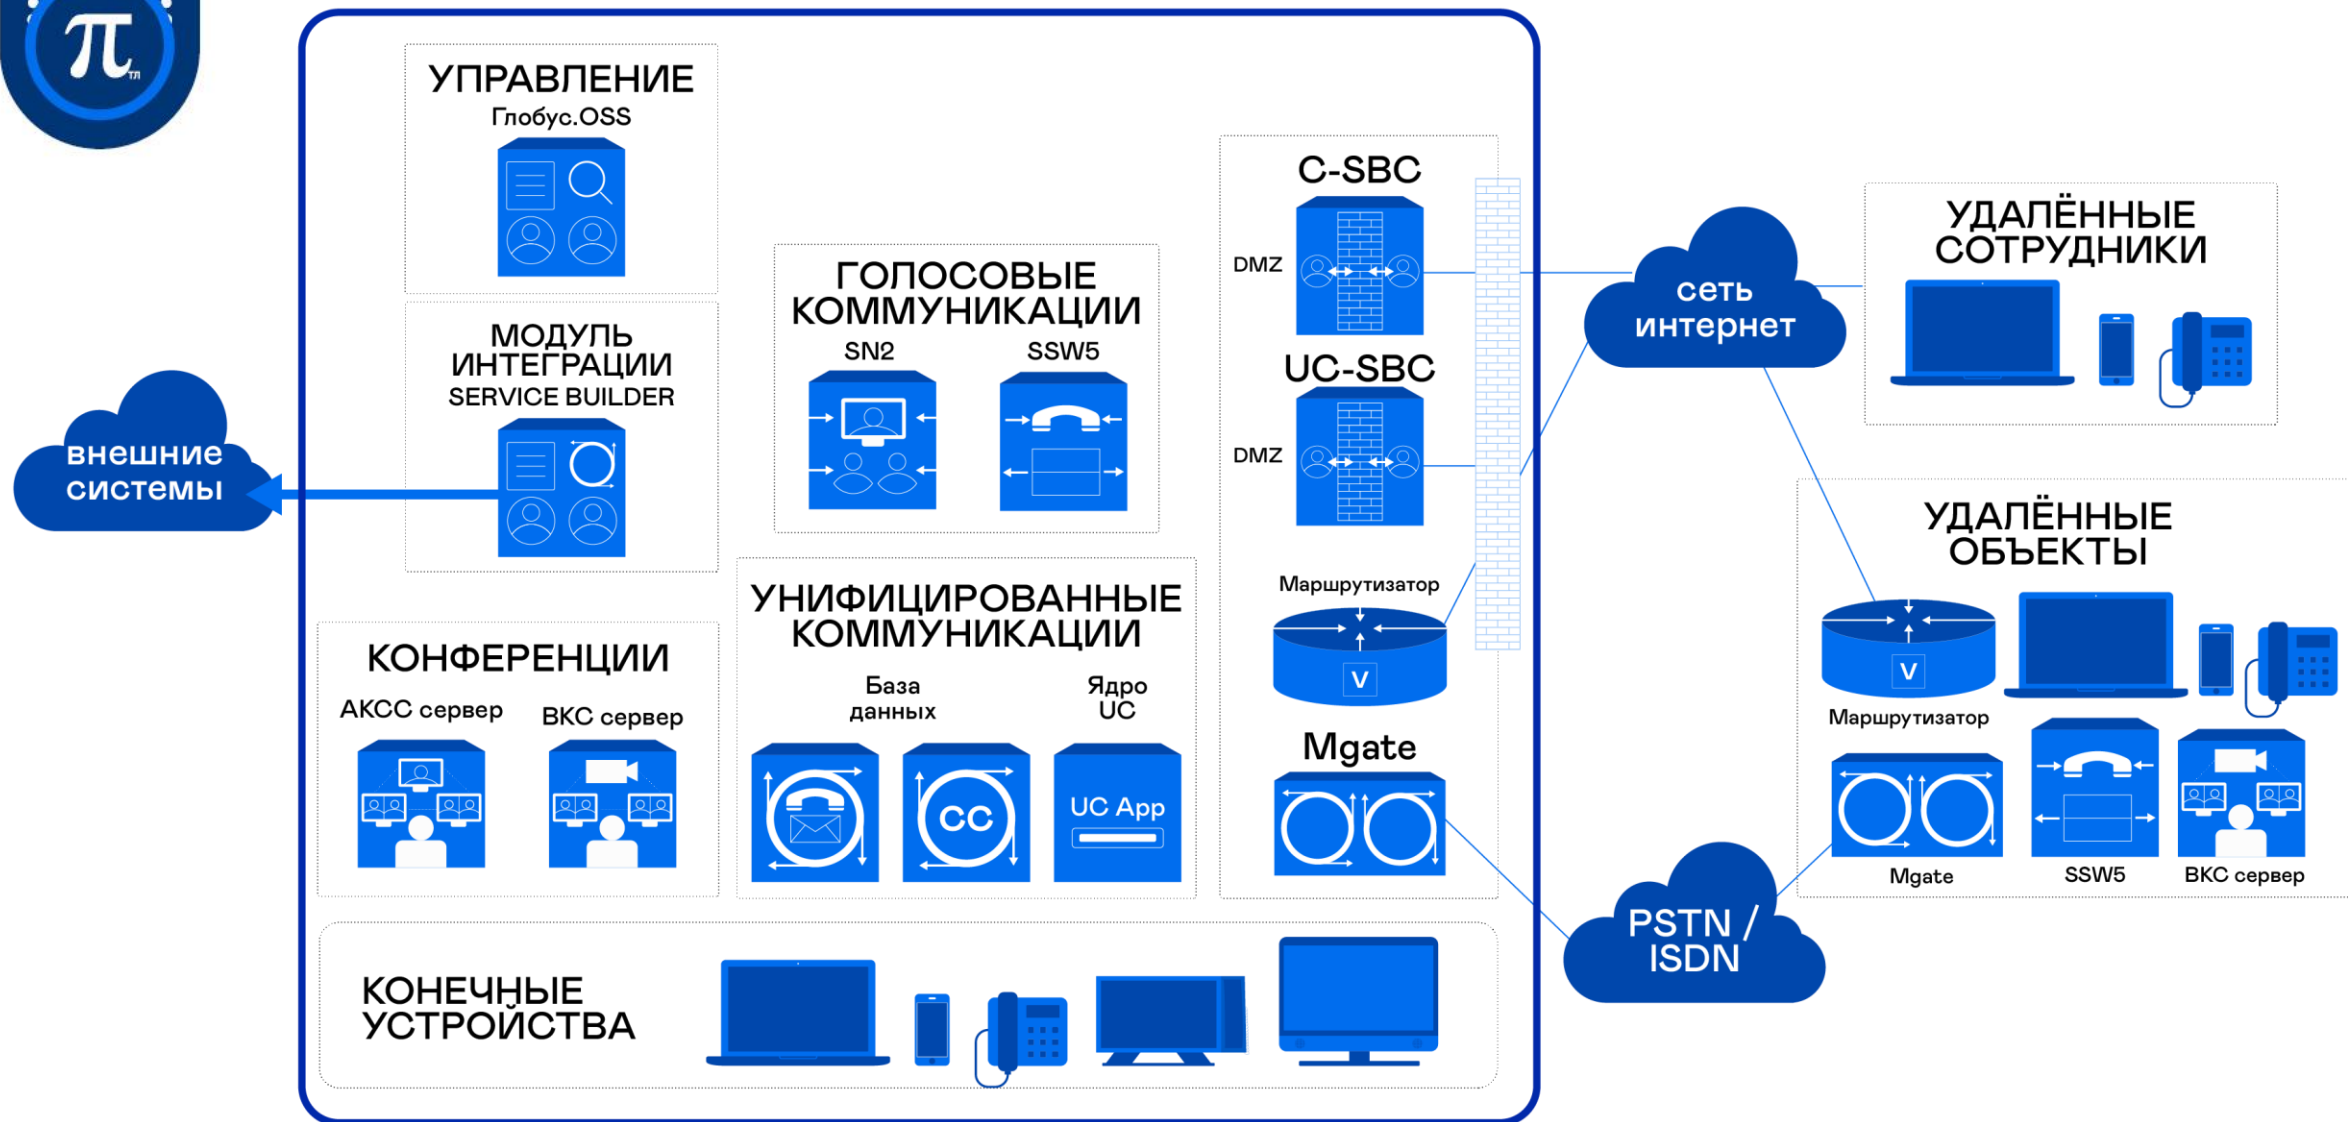 π
ТЛ
УПРАВЛЕНИЕ
Глобус.OSS
МОДУЛЬ
ИНТЕГРАЦИИ
SERVICE BUILDER
внешние
системы
КОНФЕРЕНЦИИ
АКСС сервер
ВКС сервер
ГОЛОСОВЫЕ
КОММУНИКАЦИИ
SN2
SSW5
УНИФИЦИРОВАННЫЕ
КОММУНИКАЦИИ
База
данных
Ядро
UC
CC
UC App
C-SBC
DMZ
UC-SBC
DMZ
Маршрутизатор
V
Mgate
КОНЕЧНЫЕ
УСТРОЙСТВА
сеть
интернет
PSTN /
ISDN
УДАЛЁННЫЕ
СОТРУДНИКИ
УДАЛЁННЫЕ
ОБЪЕКТЫ
V
Маршрутизатор
Mgate
SSW5
ВКС сервер